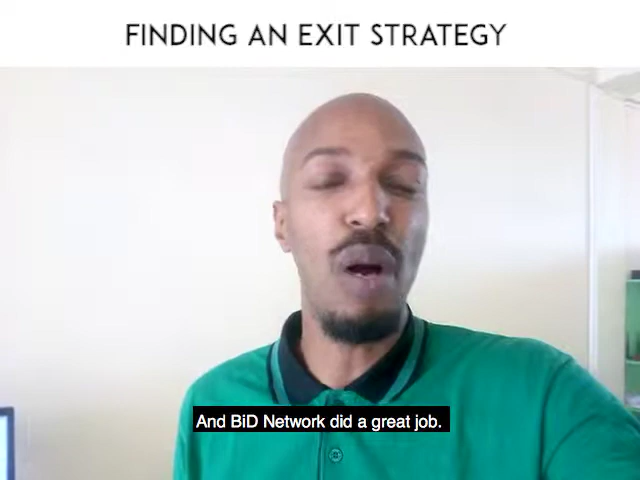 FINDING AN EXIT STRATEGY
And BiD Network did a great job.